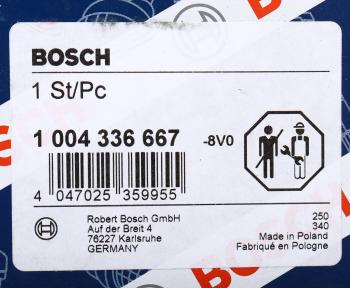 BOSCH
1 St/Pc
1 004 336 667 -8V0
4 047025 359955
Robert Bosch GmbH
Auf der Breit 4
76227 Karlsruhe
GERMANY
250
340
Made in Poland
Fabriqué en Pologne
BOSCH